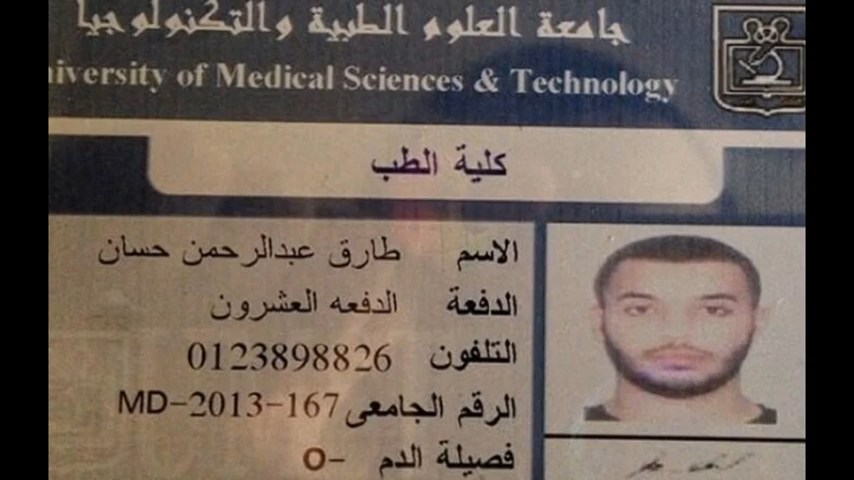 جامعة العلوم الطبية والتكنولوجيا
niversity of Medical Sciences & Technology
كلية الطب
الاسم طارق عبدالرحمن حسان
الدفعة الدفعه العشرون
التلفون 0123898826
الرقم الجامعى MD-2013-167
فصيلة الدم O-